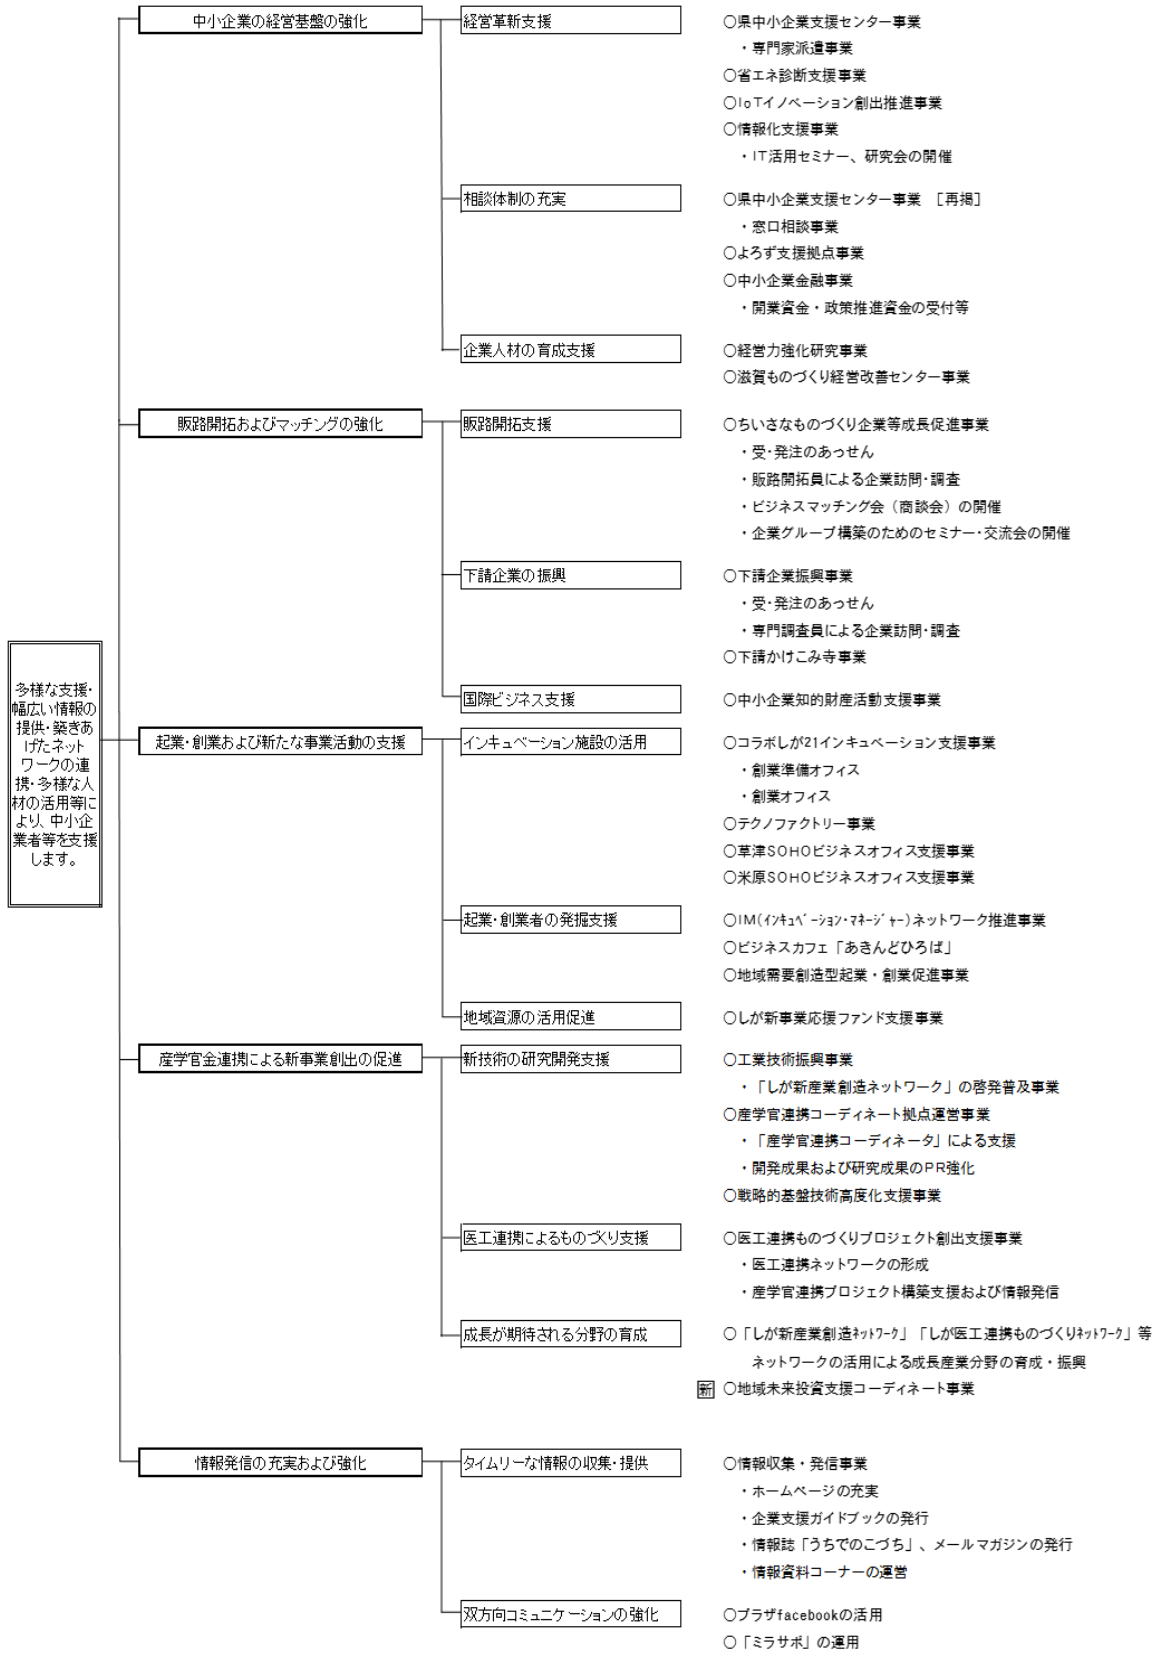 多様な支援・
幅広い情報の
提供・築きあ
げたネット
ワークの連
携・多様な人
材の活用等に
より、中小企
業者等を支援
します。
中小企業の経営基盤の強化
経営革新支援
○県中小企業支援センター事業
・専門家派遣事業
○省エネ診断支援事業
○IoTイノベーション創出推進事業
○情報化支援事業
・IT活用セミナー、研究会の開催
相談体制の充実
○県中小企業支援センター事業 [再掲]
・窓口相談事業
○よろず支援拠点事業
○中小企業金融事業
・開業資金・政策推進資金の受付等
企業人材の育成支援
○経営力強化研究事業
○滋賀ものづくり経営改善センター事業
販路開拓およびマッチングの強化
販路開拓支援
○ちいさなものづくり企業等成長促進事業
・受・発注のあっせん
・販路開拓員による企業訪問・調査
・ビジネスマッチング会（商談会）の開催
・企業グループ構築のためのセミナー・交流会の開催
下請企業の振興
○下請企業振興事業
・受・発注のあっせん
・専門調査員による企業訪問・調査
○下請かけこみ寺事業
国際ビジネス支援
○中小企業知的財産活動支援事業
起業・創業および新たな事業活動の支援
インキュベーション施設の活用
○コラボしが21インキュベーション支援事業
・創業準備オフィス
・創業オフィス
○テクノファクトリー事業
○草津SOHOビジネスオフィス支援事業
○米原SOHOビジネスオフィス支援事業
起業・創業者の発掘支援
○IM(ｲﾝｷｭﾍﾞｰｼｮﾝ・ﾏﾈｰｼﾞｬｰ)ネットワーク推進事業
○ビジネスカフェ「あきんどひろば」
○地域需要創造型起業・創業促進事業
地域資源の活用促進
○しが新事業応援ファンド支援事業
産学官金連携による新事業創出の促進
新技術の研究開発支援
○工業技術振興事業
・「しが新産業創造ネットワーク」の啓発普及事業
○産学官連携コーディネート拠点運営事業
・「産学官連携コーディネータ」による支援
・開発成果および研究成果のPR強化
○戦略的基盤技術高度化支援事業
医工連携によるものづくり支援
○医工連携ものづくりプロジェクト創出支援事業
・医工連携ネットワークの形成
・産学官連携プロジェクト構築支援および情報発信
成長が期待される分野の育成
○「しが新産業創造ﾈｯﾄﾜｰｸ」「しが医工連携ものづくりﾈｯﾄﾜｰｸ」等
ネットワークの活用による成長産業分野の育成・振興
新 ○地域未来投資支援コーディネート事業
情報発信の充実および強化
タイムリーな情報の収集・提供
○情報収集・発信事業
・ホームページの充実
・企業支援ガイドブックの発行
・情報誌「うちでのこづち」、メールマガジンの発行
・情報資料コーナーの運営
双方向コミュニケーションの強化
○プラザfacebookの活用
○「ミラサポ」の運用